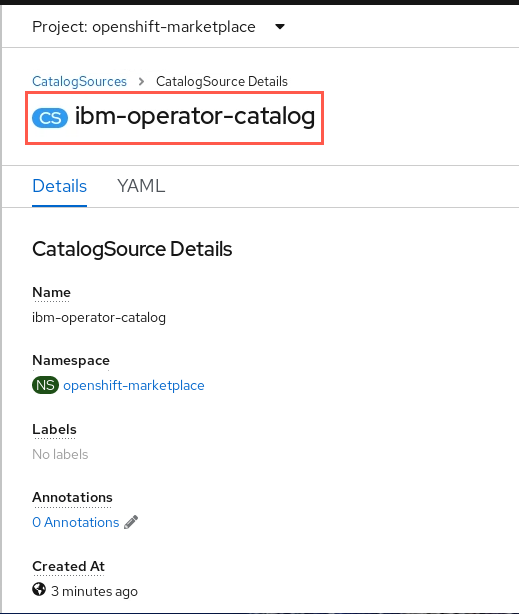 Project: openshift-marketplace
CatalogSources > CatalogSource Details
CS ibm-operator-catalog
Details YAML
CatalogSource Details
Name
ibm-operator-catalog
Namespace
NS openshift-marketplace
Labels
No labels
Annotations
0 Annotations
Created At
3 minutes ago